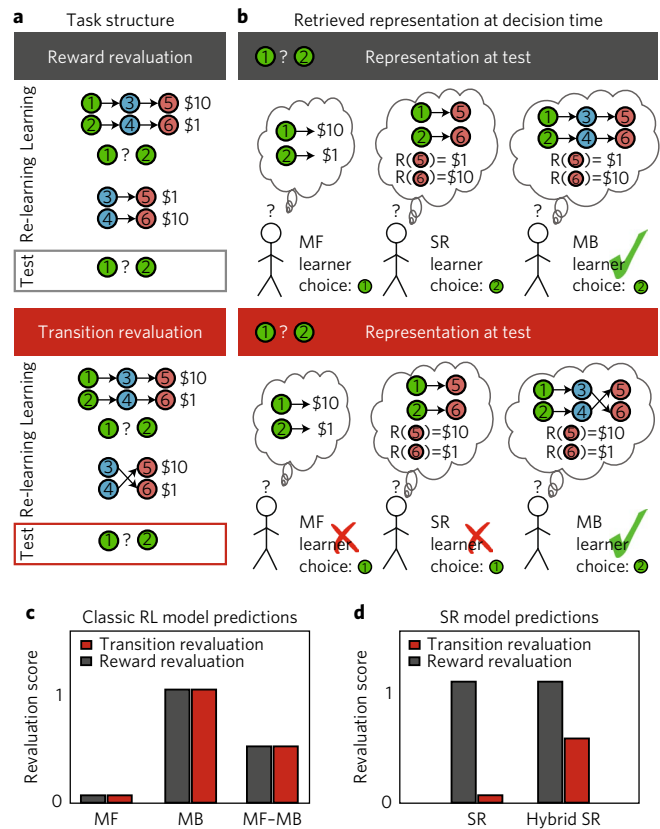 a
Task structure
b
Retrieved representation at decision time
Reward revaluation
1 ? 2
Representation at test
Learning
1 3 5 $10
2 4 6 $1
1 ? 2
Re-learning
3 5 $1
4 6 $10
Test
1 ? 2
1 $10
2 $1
?
MF
learner
choice: 1
1 5
2 6
R(5)= $1
R(6)=$10
?
SR
learner
choice: 2
1 3 5
2 4 6
R(5)= $1
R(6)=$10
?
MB
learner
choice: 2
Transition revaluation
1 ? 2
Representation at test
Learning
1 3 5 $10
2 4 6 $1
1 ? 2
Re-learning
3 5 $10
4 6 $1
Test
1 ? 2
1 $10
2 $1
?
MF
learner
choice: 1
1 5
2 6
R(5)=$10
R(6)=$1
?
SR
learner
choice: 1
1 3 5
2 4 6
R(5)=$10
R(6)=$1
?
MB
learner
choice: 2
c
Classic RL model predictions
Transition revaluation
Reward revaluation
Revaluation score
1
0
MF MB MF–MB
d
SR model predictions
Transition revaluation
Reward revaluation
Revaluation score
1
0
SR Hybrid SR